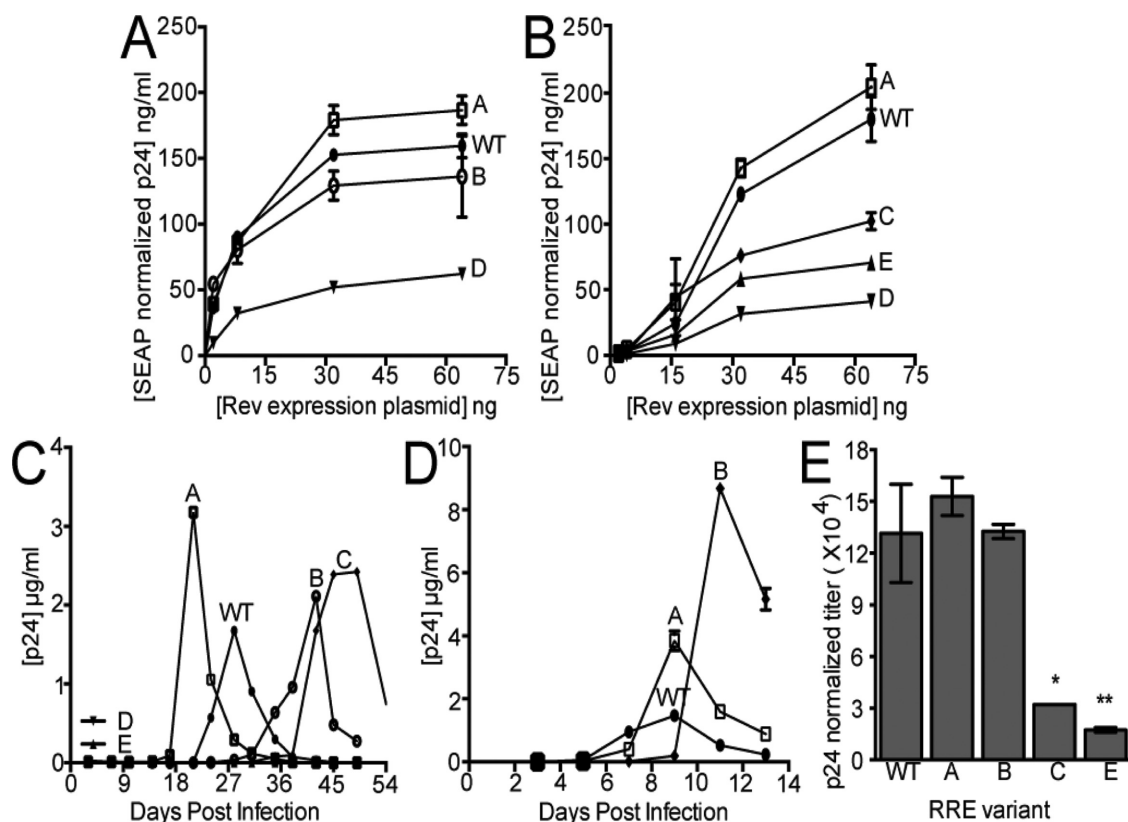 A
[SEAP normalized p24] ng/ml
250
200
150
100
50
0
0 15 30 45 60 75
[Rev expression plasmid] ng
A
WT
B
D
B
[SEAP normalized p24] ng/ml
250
200
150
100
50
0
0 15 30 45 60 75
[Rev expression plasmid] ng
A
WT
C
E
D
C
[p24] µg/ml
4
3
2
1
0
0 9 18 27 36 45 54
Days Post Infection
A
WT
B
C
D
E
D
[p24] µg/ml
10
8
6
4
2
0
0 2 4 6 8 10 12 14
Days Post Infection
B
A
WT
E
p24 normalized titer ( X10⁴)
18
15
12
9
6
3
0
*
**
WT A B C E
RRE variant